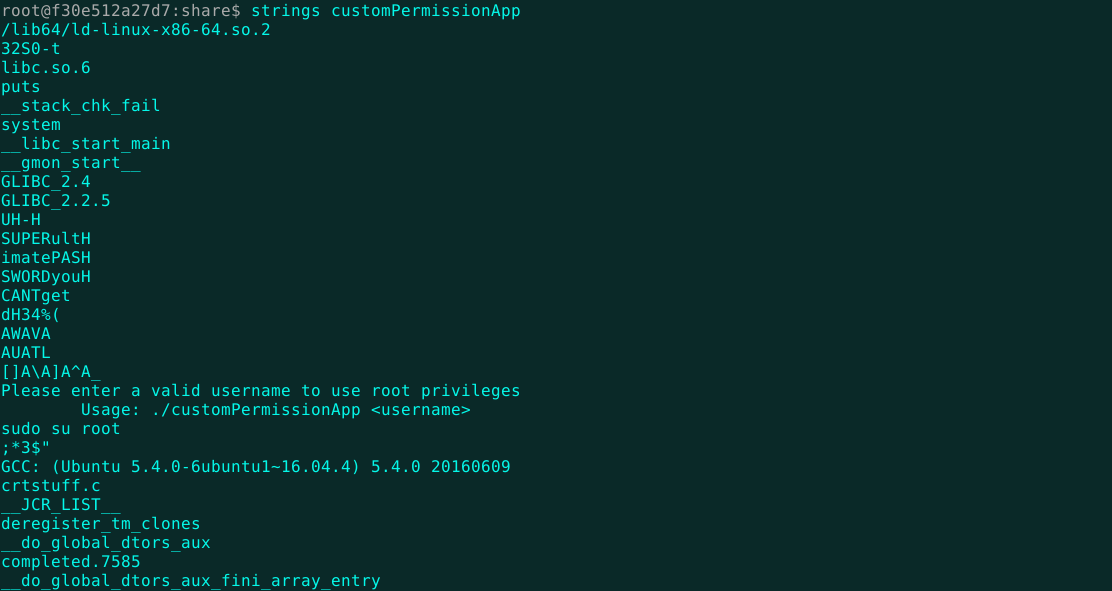 root@f30e512a27d7:share$ strings customPermissionApp
/lib64/ld-linux-x86-64.so.2
32S0-t
libc.so.6
puts
__stack_chk_fail
system
__libc_start_main
__gmon_start__
GLIBC_2.4
GLIBC_2.2.5
UH-H
SUPERultH
imatePASH
SWORDyouH
CANTget
dH34%(
AWAVA
AUATL
[]A\A]A^A_
Please enter a valid username to use root privileges
        Usage: ./customPermissionApp <username>
sudo su root
;*3$"
GCC: (Ubuntu 5.4.0-6ubuntu1~16.04.4) 5.4.0 20160609
crtstuff.c
__JCR_LIST__
deregister_tm_clones
__do_global_dtors_aux
completed.7585
__do_global_dtors_aux_fini_array_entry